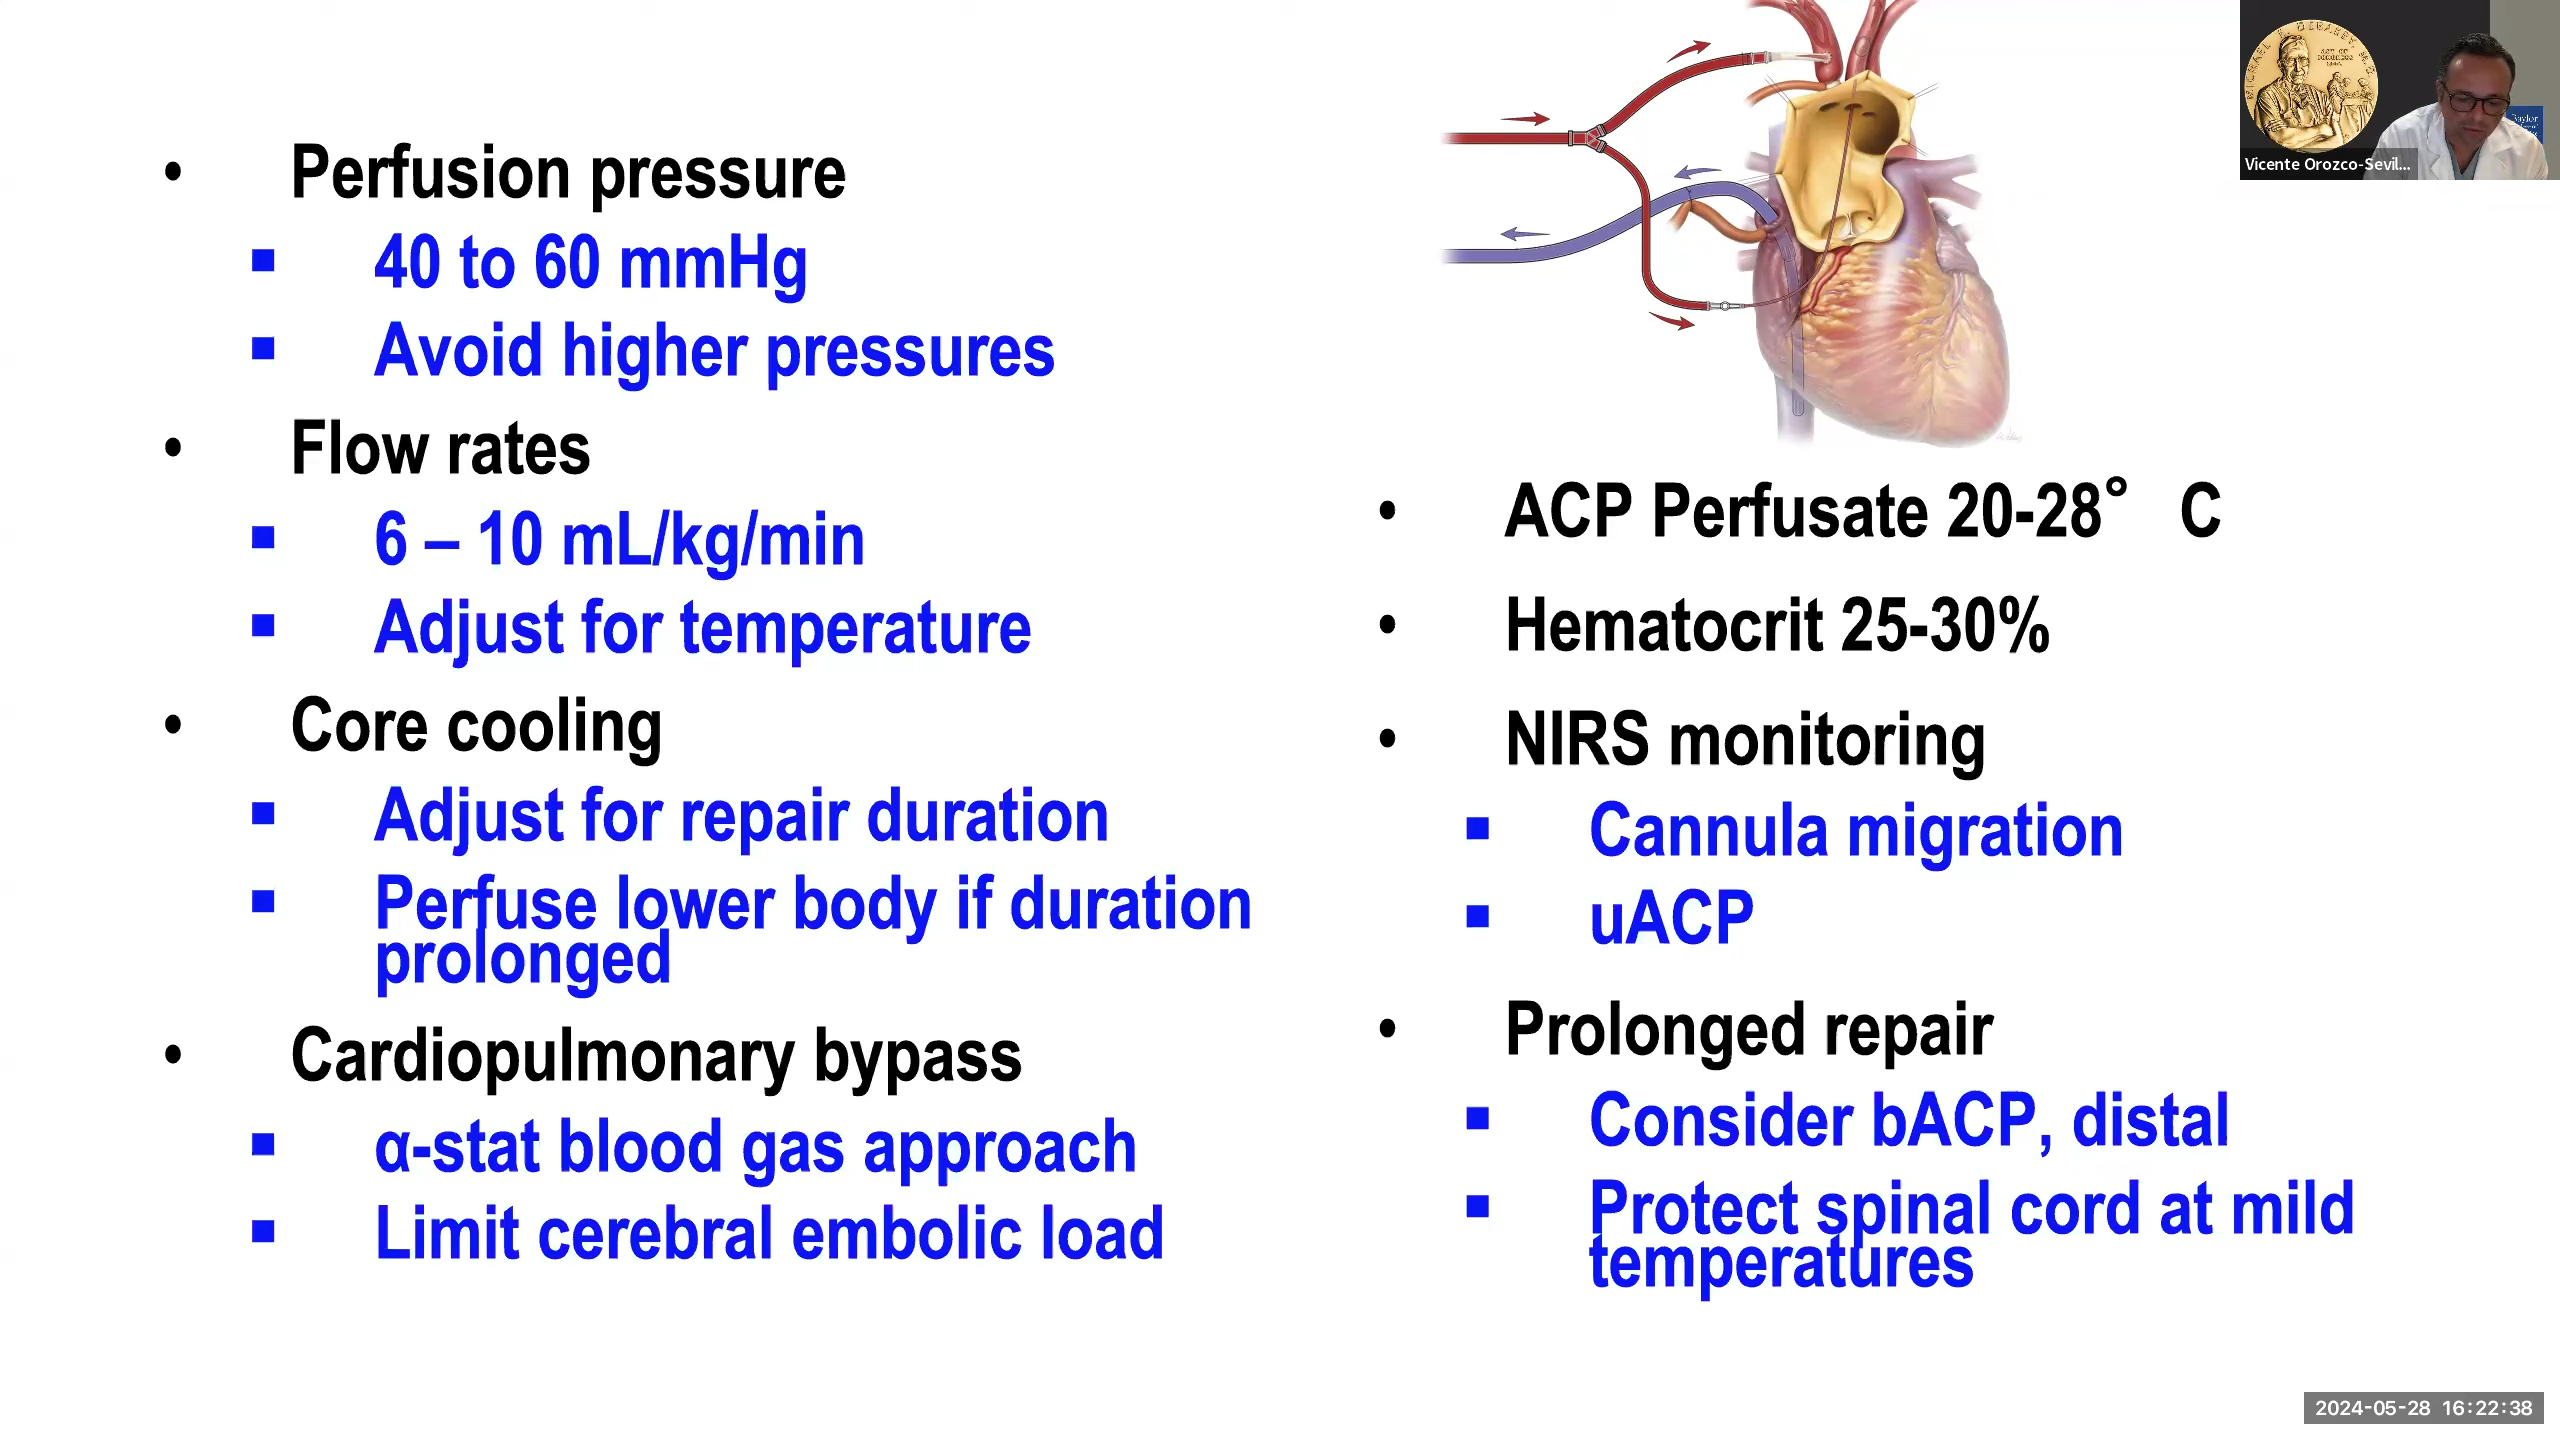 • Perfusion pressure
▪ 40 to 60 mmHg
▪ Avoid higher pressures
• Flow rates
▪ 6 – 10 mL/kg/min
▪ Adjust for temperature
• Core cooling
▪ Adjust for repair duration
▪ Perfuse lower body if duration
prolonged
• Cardiopulmonary bypass
▪ α-stat blood gas approach
▪ Limit cerebral embolic load
• ACP Perfusate 20-28° C
• Hematocrit 25-30%
• NIRS monitoring
▪ Cannula migration
▪ uACP
• Prolonged repair
▪ Consider bACP, distal
▪ Protect spinal cord at mild
temperatures
Vicente Orozco-Sevil...
Baylor
2024-05-28 16:22:38